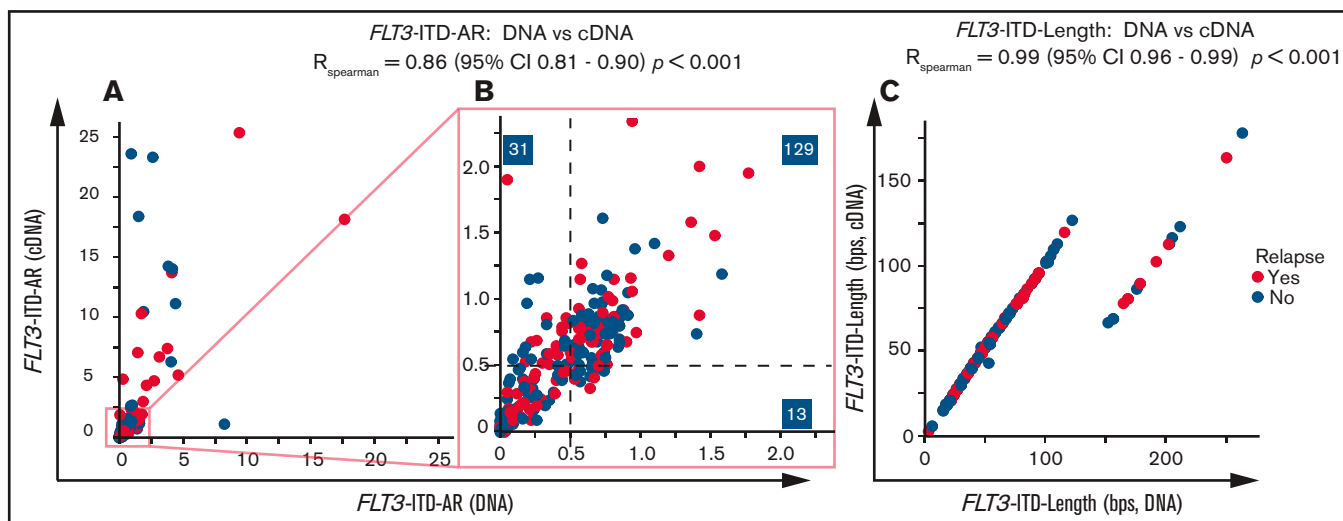 FLT3-ITD-AR: DNA vs cDNA
Rspearman = 0.86 (95% CI 0.81 - 0.90) p < 0.001
FLT3-ITD-Length: DNA vs cDNA
Rspearman = 0.99 (95% CI 0.96 - 0.99) p < 0.001
A
25
20
15
10
5
0
0 5 10 15 20 25
FLT3-ITD-AR (cDNA)
B
31
129
13
2.0
1.5
1.0
0.5
0
0 0.5 1.0 1.5 2.0
FLT3-ITD-AR (DNA)
C
150
100
50
0
0 100 200
FLT3-ITD-Length (bps, cDNA)
FLT3-ITD-Length (bps, DNA)
Relapse
Yes
No